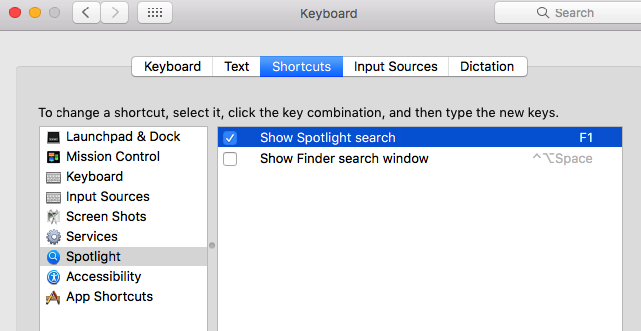 Keyboard
Search
Keyboard Text Shortcuts Input Sources Dictation
To change a shortcut, select it, click the key combination, and then type the new keys.
Launchpad & Dock
Mission Control
Keyboard
Input Sources
Screen Shots
Services
Spotlight
Accessibility
App Shortcuts
Show Spotlight search F1
Show Finder search window ^⌥Space